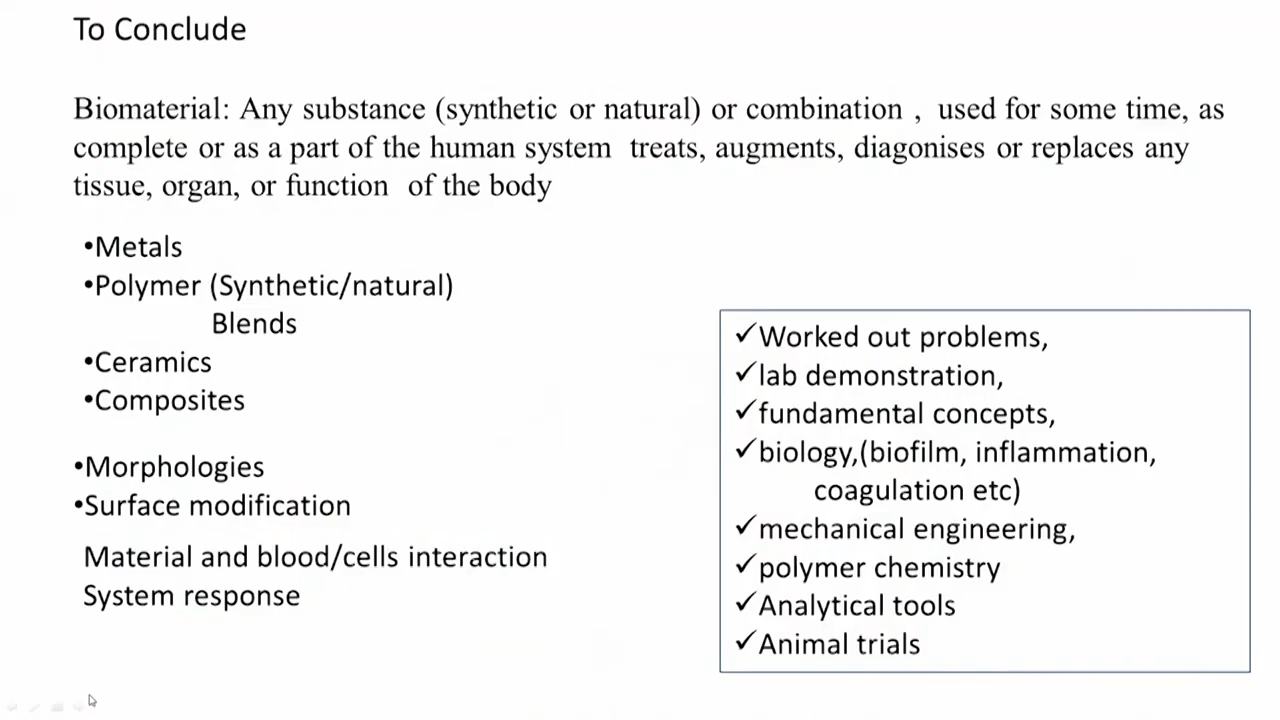 To Conclude
Biomaterial: Any substance (synthetic or natural) or combination , used for some time, as
complete or as a part of the human system treats, augments, diagonises or replaces any
tissue, organ, or function of the body
•Metals
•Polymer (Synthetic/natural)
Blends
•Ceramics
•Composites
•Morphologies
•Surface modification
Material and blood/cells interaction
System response
✓Worked out problems,
✓lab demonstration,
✓fundamental concepts,
✓biology,(biofilm, inflammation,
coagulation etc)
✓mechanical engineering,
✓polymer chemistry
✓Analytical tools
✓Animal trials